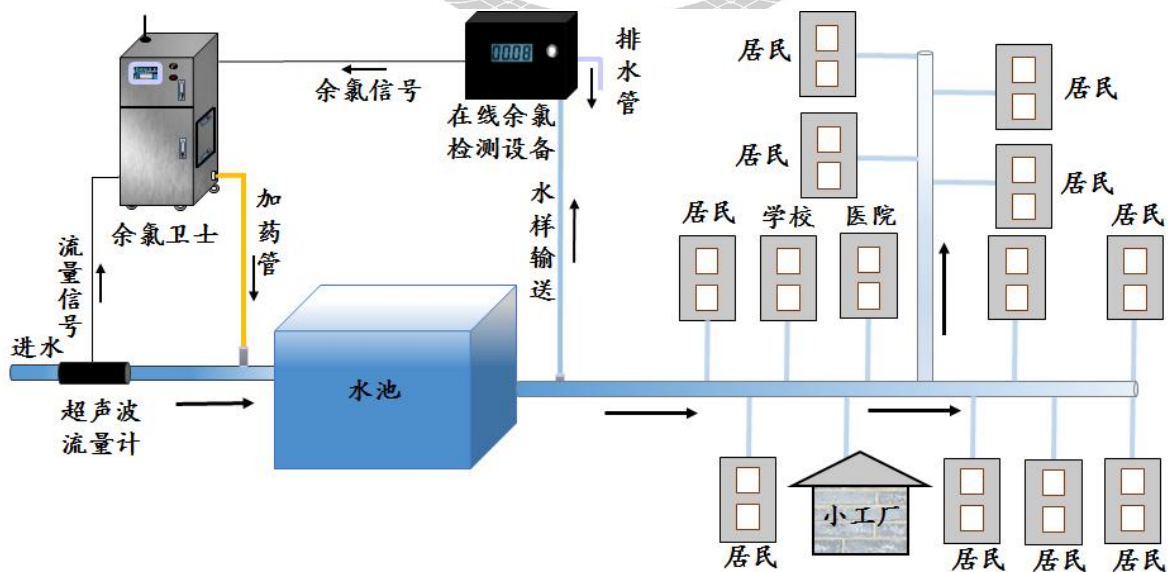 余氯卫士
余氯信号
00.08
在线余氯
检测设备
排水管
流量信号
加药管
水样输送
进水
超声波
流量计
水池
居民
居民
居民
居民
居民
学校
医院
居民
居民
小工厂
居民
居民
居民